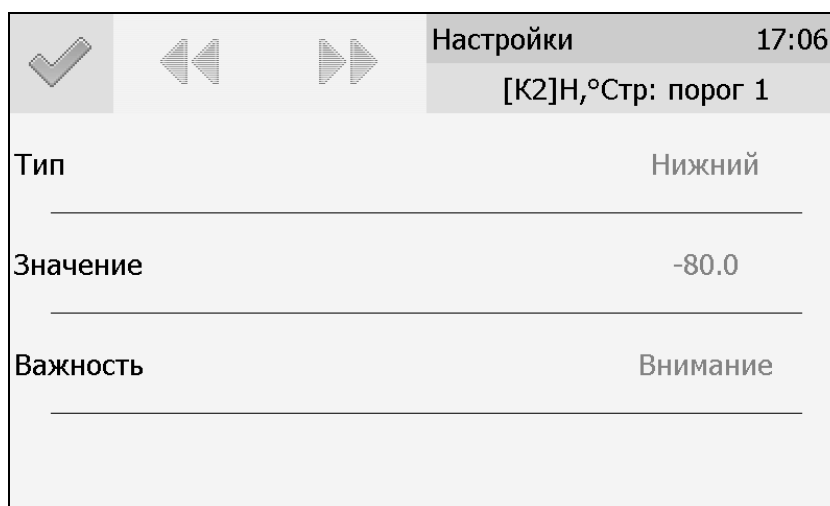 Настройки 17:06
[К2]Н,°Стр: порог 1
Тип Нижний
Значение -80.0
Важность Внимание